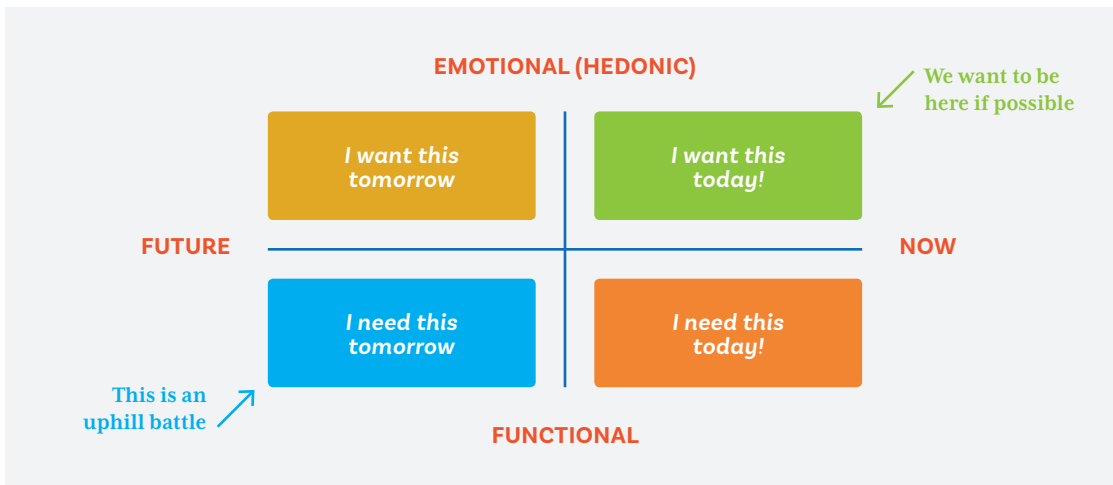 EMOTIONAL (HEDONIC)
We want to be
here if possible
I want this
tomorrow
I want this
today!
FUTURE
NOW
I need this
tomorrow
I need this
today!
This is an
uphill battle
FUNCTIONAL